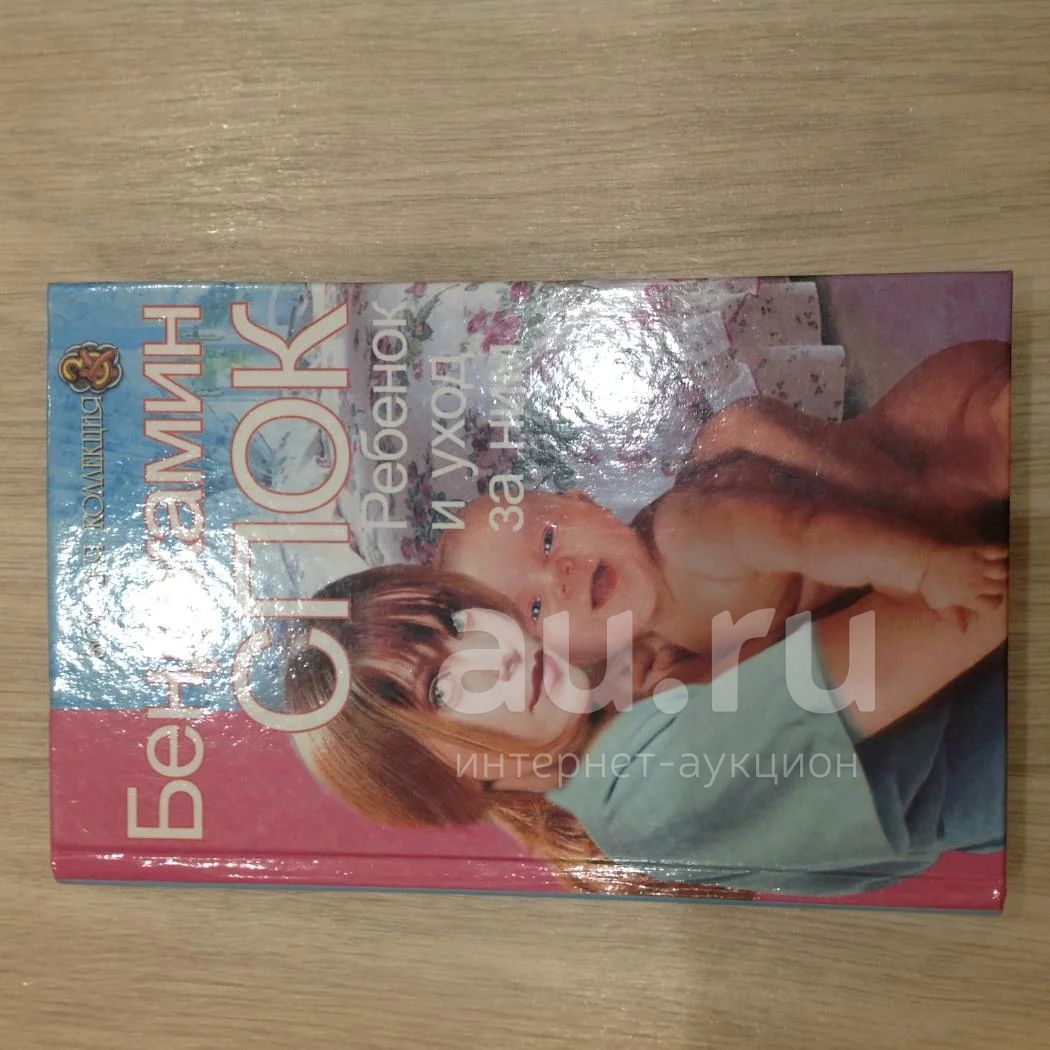 КОЛЛЕКЦИЯ
Бенджамин
СПОК
Ребенок
и уход
за ним
au.ru
интернет-аукцион